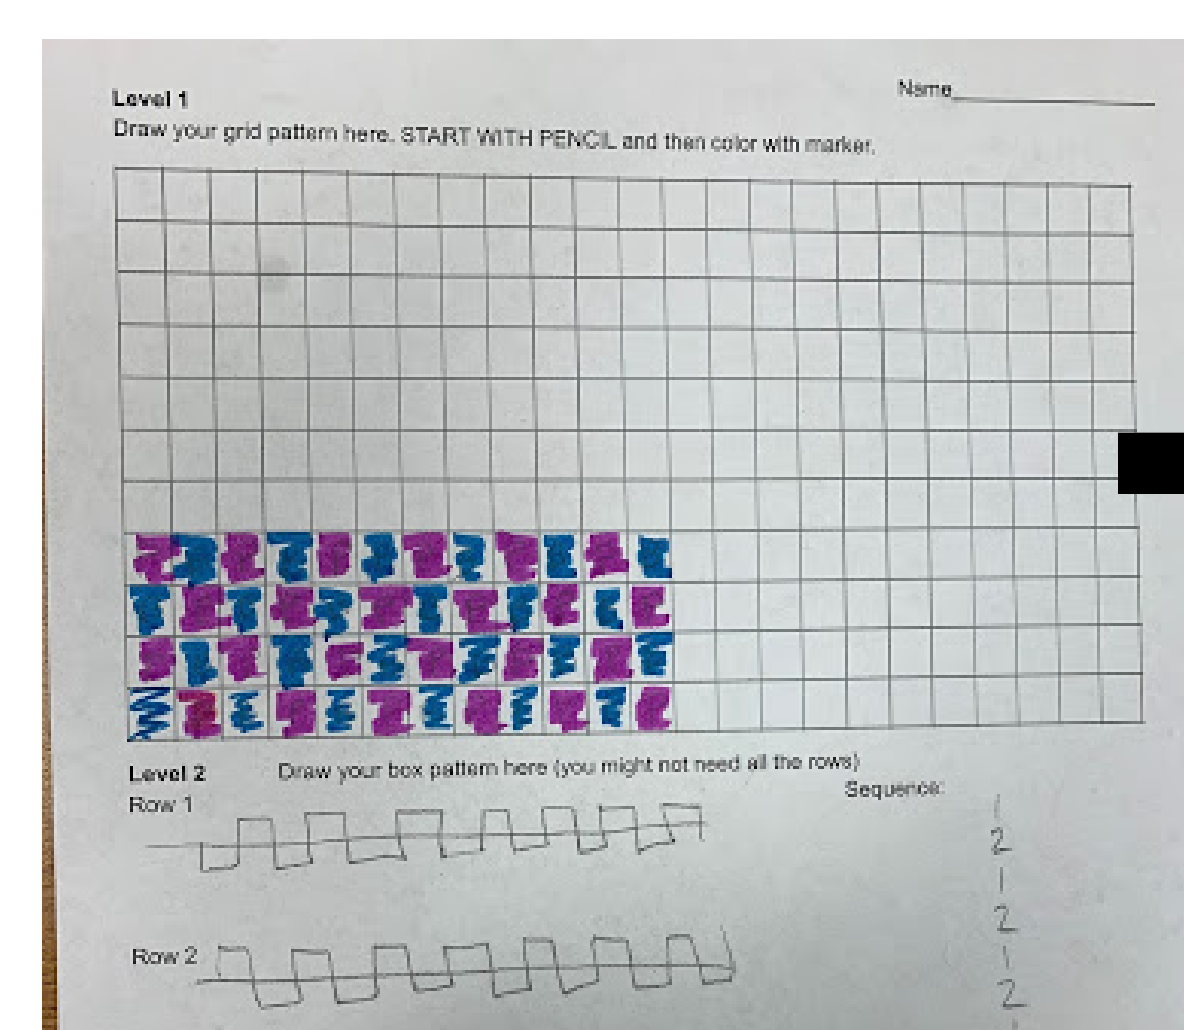 Name
Level 1
Draw your grid pattern here. START WITH PENCIL and then color with marker.
Level 2 Draw your box pattern here (you might not need all the rows)
Sequence:
Row 1
1
2
1
2
Row 2
1
2